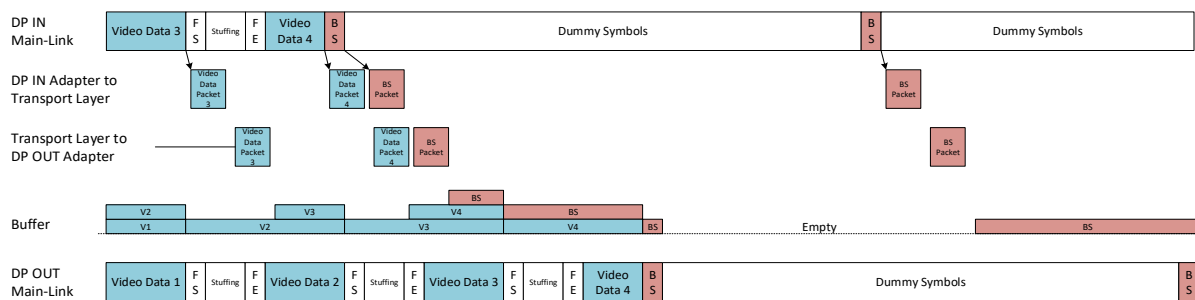 DP IN
Main-Link
Video Data 3
F
S
Stuffing
F
E
Video
Data 4
B
S
Dummy Symbols
B
S
Dummy Symbols
DP IN Adapter to
Transport Layer
Video
Data
Packet
3
Video
Data
Packet
4
BS
Packet
BS
Packet
Transport Layer to
DP OUT Adapter
Video
Data
Packet
3
Video
Data
Packet
4
BS
Packet
BS
Packet
Buffer
BS
V2
V3
V4
BS
V1
V2
V3
V4
BS
Empty
BS
DP OUT
Main-Link
Video Data 1
F
S
Stuffing
F
E
Video Data 2
F
S
Stuffing
F
E
Video Data 3
F
S
Stuffing
F
E
Video
Data 4
B
S
Dummy Symbols
B
S